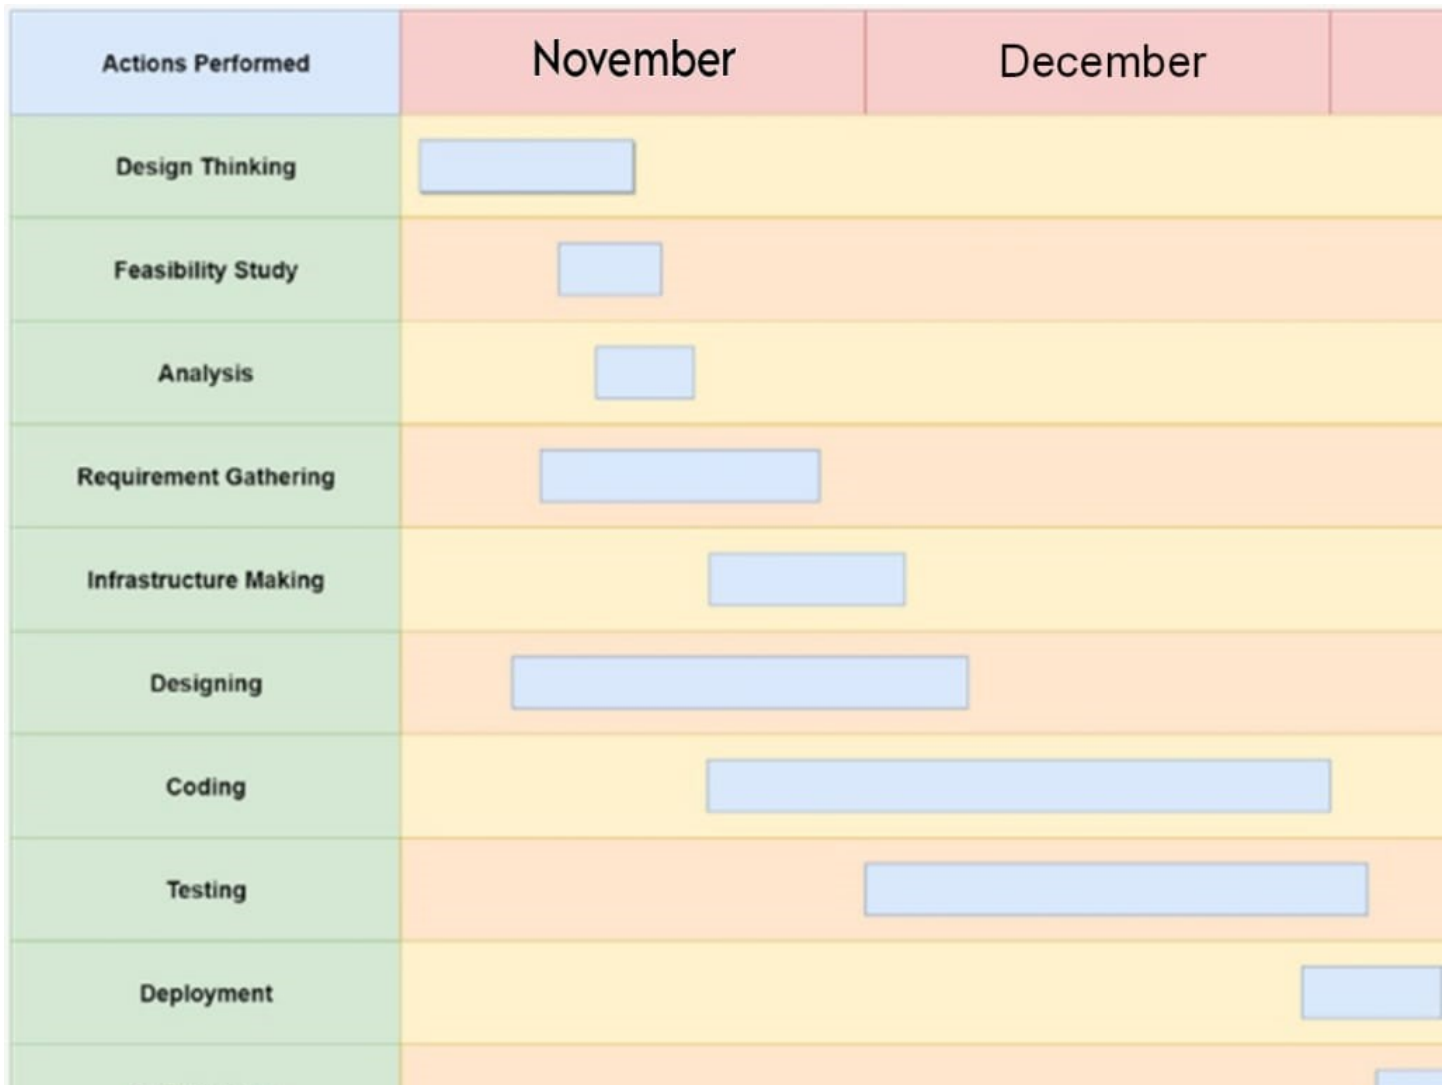 Actions Performed
November
December
Design Thinking
Feasibility Study
Analysis
Requirement Gathering
Infrastructure Making
Designing
Coding
Testing
Deployment